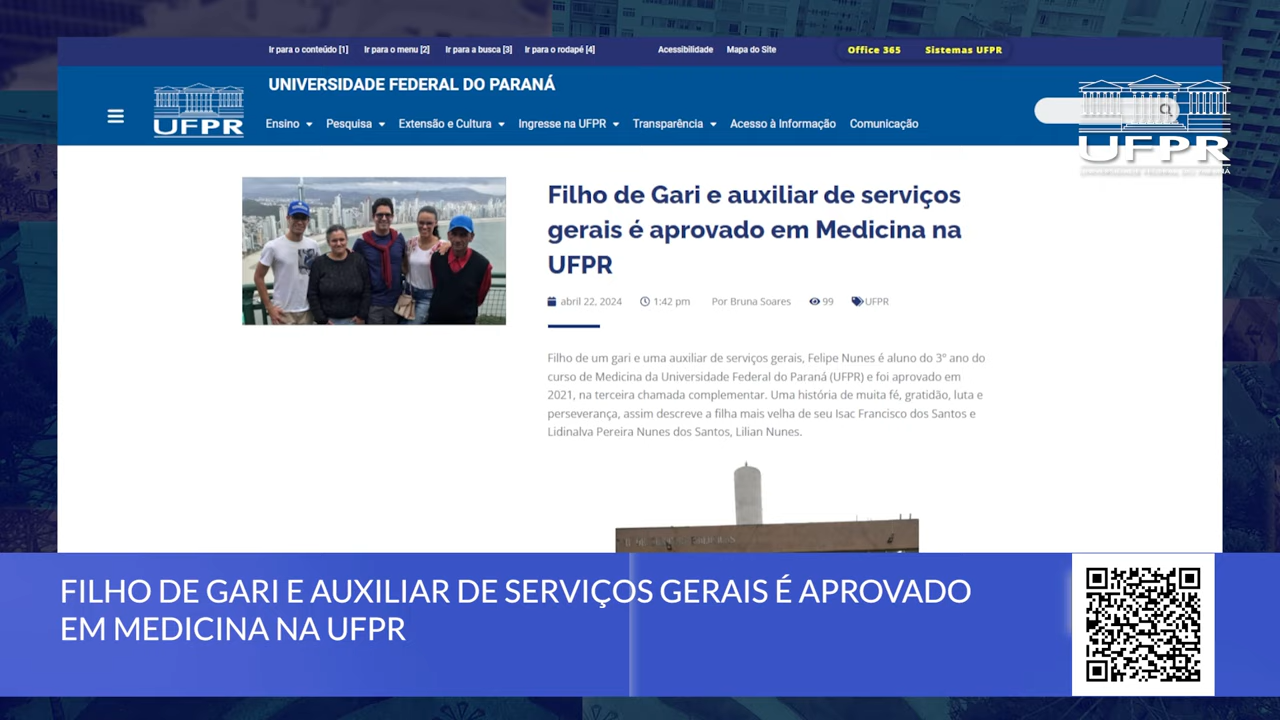 Ir para o conteúdo [1] Ir para o menu [2] Ir para a busca [3] Ir para o rodapé [4] Acessibilidade Mapa do Site Office 365 Sistemas UFPR
UNIVERSIDADE FEDERAL DO PARANÁ
UFPR
Ensino Pesquisa Extensão e Cultura Ingresse na UFPR Transparência Acesso à Informação Comunicação
UFPR
UNIVERSIDADE FEDERAL DO PARANÁ
Filho de Gari e auxiliar de serviços
gerais é aprovado em Medicina na
UFPR
abril 22, 2024 1:42 pm Por Bruna Soares 99 UFPR
Filho de um gari e uma auxiliar de serviços gerais, Felipe Nunes é aluno do 3º ano do
curso de Medicina da Universidade Federal do Paraná (UFPR) e foi aprovado em
2021, na terceira chamada complementar. Uma história de muita fé, gratidão, luta e
perseverança, assim descreve a filha mais velha de seu Isac Francisco dos Santos e
Lidinalva Pereira Nunes dos Santos, Lilian Nunes.
FILHO DE GARI E AUXILIAR DE SERVIÇOS GERAIS É APROVADO
EM MEDICINA NA UFPR